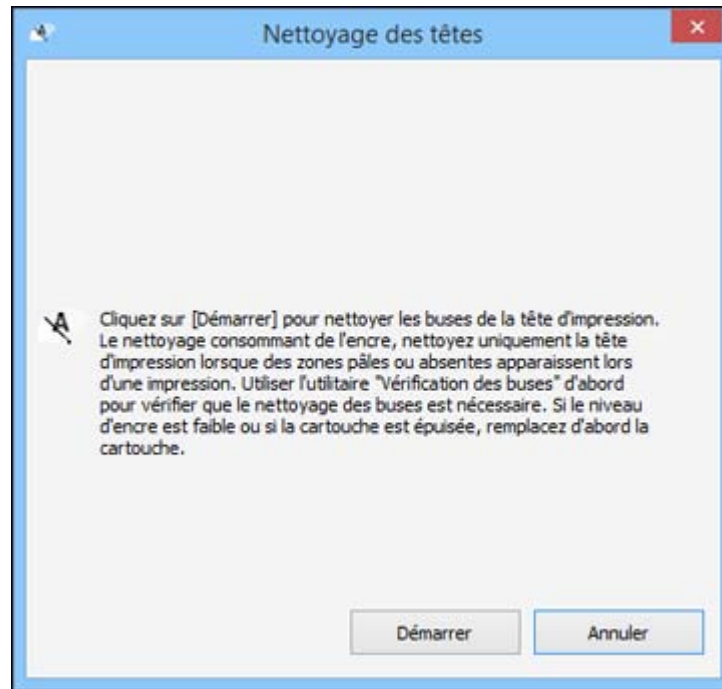 Nettoyage des têtes
Cliquez sur [Démarrer] pour nettoyer les buses de la tête d'impression.
Le nettoyage consommant de l'encre, nettoyez uniquement la tête
d'impression lorsque des zones pâles ou absentes apparaissent lors
d'une impression. Utiliser l'utilitaire "Vérification des buses" d'abord
pour vérifier que le nettoyage des buses est nécessaire. Si le niveau
d'encre est faible ou si la cartouche est épuisée, remplacez d'abord la
cartouche.
Démarrer
Annuler